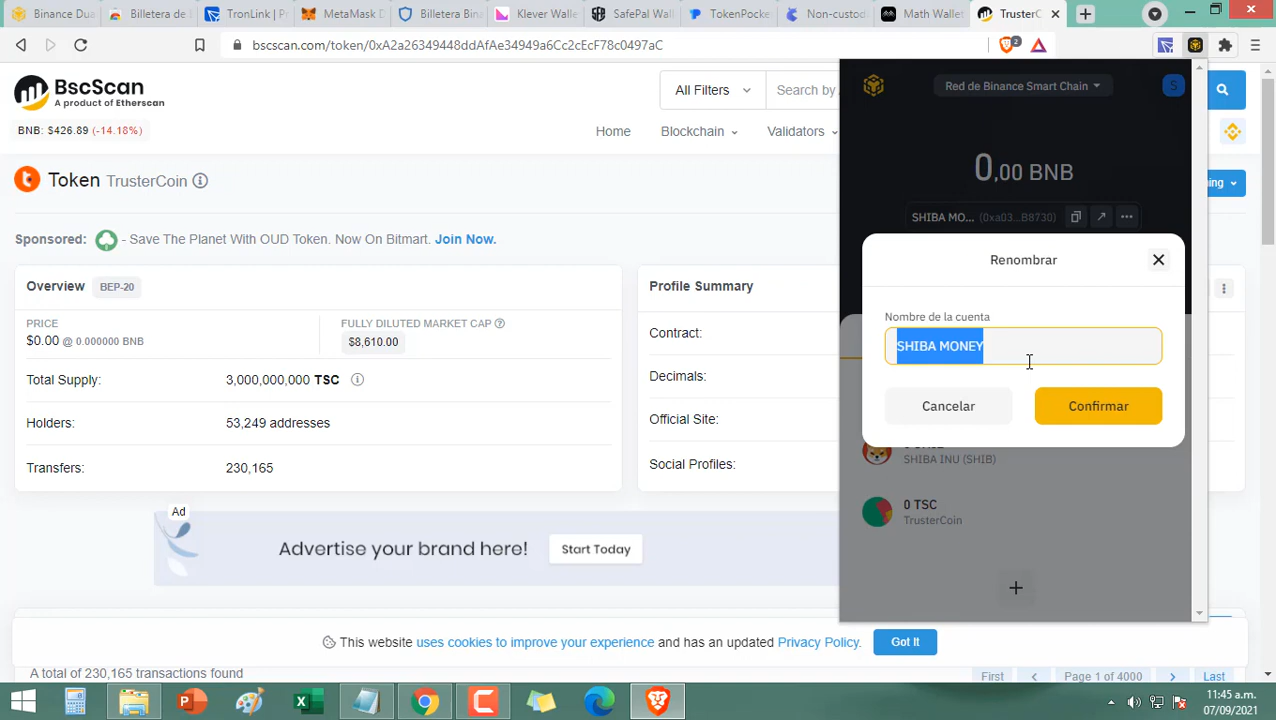 Binance Du
Billetera de
TronLink | P
MetaMask D
Billetera Bin
Klever Walle
SafePal Wall
TokenPocke
Non-custod
Math Wallet
TrusterC
bscscan.com/token/
BscScan
A product of Etherscan
All Filters
Search by
BNB: $426.89 (-14.18%)
Home
Blockchain
Validators
Token TrusterCoin
ing
Sponsored: - Save The Planet With OUD Token. Now On Bitmart. Join Now.
Overview BEP-20
PRICE
$0.00 @ 0.000000 BNB
FULLY DILUTED MARKET CAP
$8,610.00
Total Supply: 3,000,000,000 TSC
Holders: 53,249 addresses
Transfers: 230,165
Profile Summary
Contract:
Decimals:
Official Site:
Social Profiles:
Red de Binance Smart Chain
S
0,00 BNB
SHIBA MO... (0xa03...B8730)
Renombrar
Nombre de la cuenta
SHIBA MONEY
Cancelar
Confirmar
SHIBA INU (SHIB)
0 TSC
TrusterCoin
Ad
Advertise your brand here!
Start Today
This website uses cookies to improve your experience and has an updated Privacy Policy.
Got It
A total of 230,165 transactions found
First
Page 1 of 4000
Last
11:45 a.m.
07/09/2021